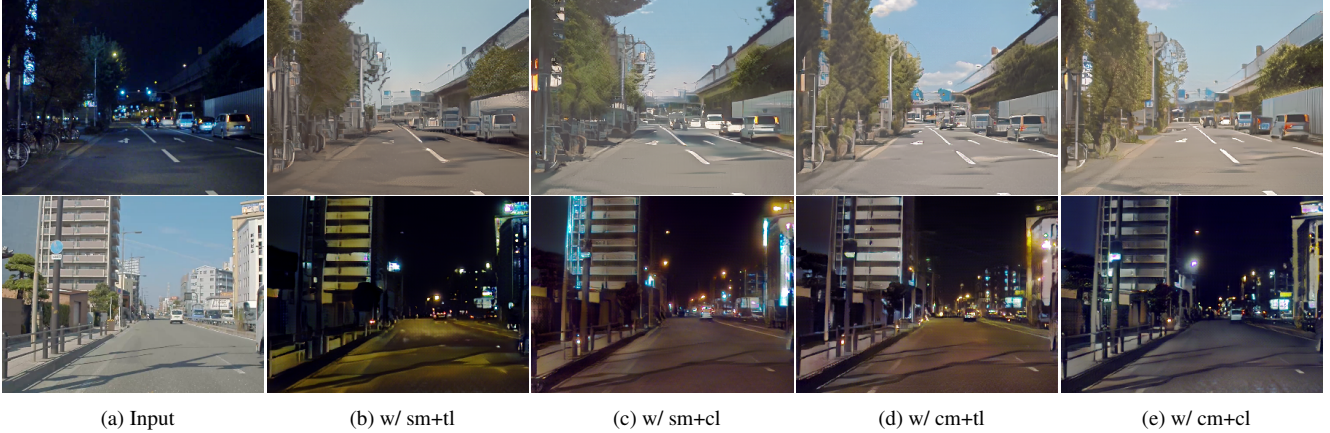 (a) Input
(b) w/ sm+tl
(c) w/ sm+cl
(d) w/ cm+tl
(e) w/ cm+cl